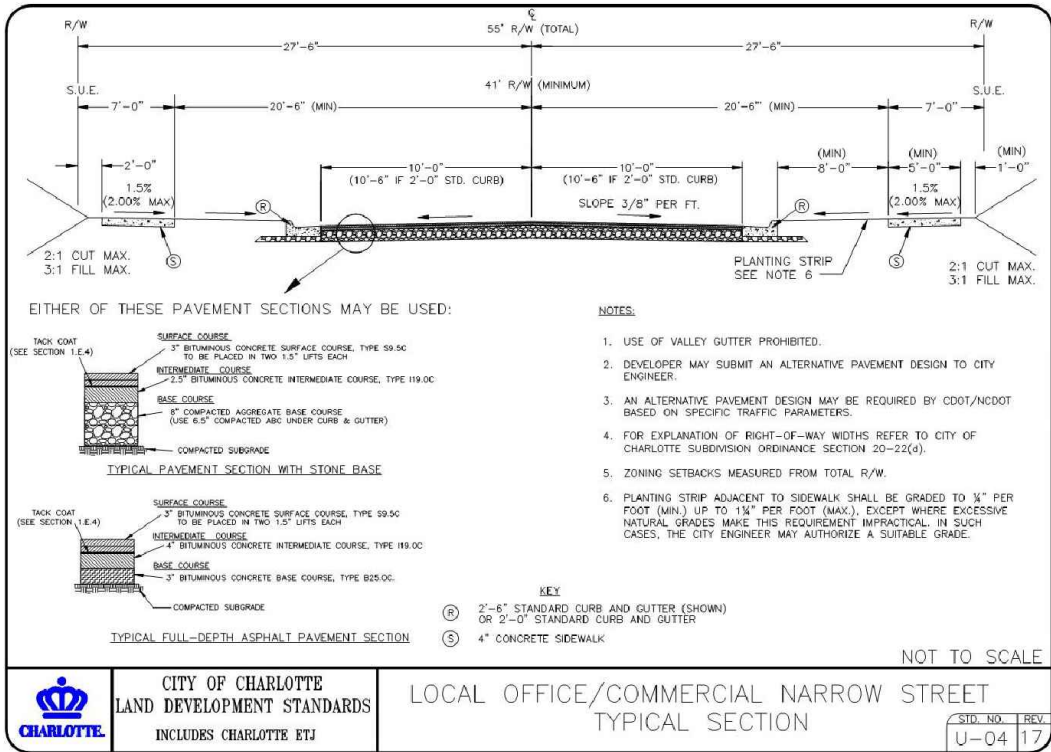 R/W
℄
R/W
55' R/W (TOTAL)
27'-6"
27'-6"
41' R/W (MINIMUM)
S.U.E.
S.U.E.
7'-0"
20'-6" (MIN)
20'-6" (MIN)
7'-0"
2'-0"
10'-0"
10'-0"
(MIN)
8'-0"
(MIN)
5'-0"
(MIN)
1'-0"
(10'-6" IF 2'-0" STD. CURB)
(10'-6" IF 2'-0" STD. CURB)
1.5%
(2.00% MAX)
1.5%
(2.00% MAX)
SLOPE 3/8" PER FT.
R
R
S
S
2:1 CUT MAX.
3:1 FILL MAX.
PLANTING STRIP
SEE NOTE 6
2:1 CUT MAX.
3:1 FILL MAX.
EITHER OF THESE PAVEMENT SECTIONS MAY BE USED:
TACK COAT
(SEE SECTION 1.E.4)
SURFACE COURSE
3" BITUMINOUS CONCRETE SURFACE COURSE, TYPE S9.5C
TO BE PLACED IN TWO 1.5" LIFTS EACH
INTERMEDIATE COURSE
2.5" BITUMINOUS CONCRETE INTERMEDIATE COURSE, TYPE I19.0C
BASE COURSE
8" COMPACTED AGGREGATE BASE COURSE
(USE 6.5" COMPACTED ABC UNDER CURB & GUTTER)
COMPACTED SUBGRADE
TYPICAL PAVEMENT SECTION WITH STONE BASE
TACK COAT
(SEE SECTION 1.E.4)
SURFACE COURSE
3" BITUMINOUS CONCRETE SURFACE COURSE, TYPE S9.5C
TO BE PLACED IN TWO 1.5" LIFTS EACH
INTERMEDIATE COURSE
4" BITUMINOUS CONCRETE INTERMEDIATE COURSE, TYPE I19.0C
BASE COURSE
3" BITUMINOUS CONCRETE BASE COURSE, TYPE B25.0C.
COMPACTED SUBGRADE
TYPICAL FULL-DEPTH ASPHALT PAVEMENT SECTION
NOTES:
1. USE OF VALLEY GUTTER PROHIBITED.
2. DEVELOPER MAY SUBMIT AN ALTERNATIVE PAVEMENT DESIGN TO CITY
ENGINEER.
3. AN ALTERNATIVE PAVEMENT DESIGN MAY BE REQUIRED BY CDOT/NCDOT
BASED ON SPECIFIC TRAFFIC PARAMETERS.
4. FOR EXPLANATION OF RIGHT-OF-WAY WIDTHS REFER TO CITY OF
CHARLOTTE SUBDIVISION ORDINANCE SECTION 20-22(d).
5. ZONING SETBACKS MEASURED FROM TOTAL R/W.
6. PLANTING STRIP ADJACENT TO SIDEWALK SHALL BE GRADED TO ¼" PER
FOOT (MIN.) UP TO 1¼" PER FOOT (MAX.), EXCEPT WHERE EXCESSIVE
NATURAL GRADES MAKE THIS REQUIREMENT IMPRACTICAL. IN SUCH
CASES, THE CITY ENGINEER MAY AUTHORIZE A SUITABLE GRADE.
KEY
R 2'-6" STANDARD CURB AND GUTTER (SHOWN)
OR 2'-0" STANDARD CURB AND GUTTER
S 4" CONCRETE SIDEWALK
NOT TO SCALE
CHARLOTTE.
CITY OF CHARLOTTE
LAND DEVELOPMENT STANDARDS
INCLUDES CHARLOTTE ETJ
LOCAL OFFICE/COMMERCIAL NARROW STREET
TYPICAL SECTION
STD. NO. REV.
U-04 17